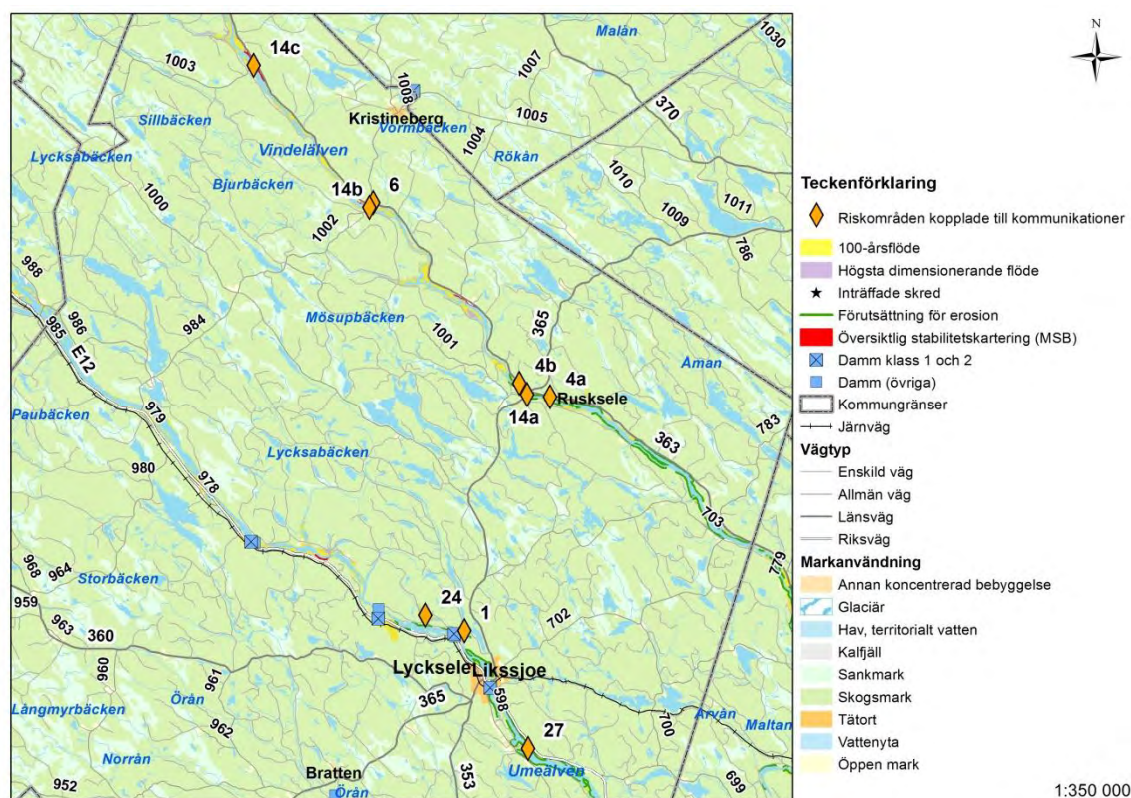 14c
1003
1008
Malån
1007
1030
N
370
1005
Kristineberg
Vormbäcken
1004
Sillbäcken
Vindelälven
Rökån
Lycksabäcken
Bjurbäcken
14b
6
1000
1002
1010
1011
1009
786
988
985
986
984
E12
Mösupbäcken
1001
365
4b
4a
Åman
Rusksele
14a
Paubäcken
979
363
783
980
Lycksabäcken
978
703
779
968
964
Storbäcken
959
963
360
24
1
702
960
961
Örån
Lycksele
Likssjoe
365
598
Långmyrbäcken
962
700
Arvån
Maltan
Norrån
27
Bratten
Umeälven
353
699
952
Örån
Teckenförklaring
Riskområden kopplade till kommunikationer
100-årsflöde
Högsta dimensionerande flöde
Inträffade skred
Förutsättning för erosion
Översiktlig stabilitetskartering (MSB)
Damm klass 1 och 2
Damm (övriga)
Kommungränser
Järnväg
Vägtyp
Enskild väg
Allmän väg
Länsväg
Riksväg
Markanvändning
Annan koncentrerad bebyggelse
Glaciär
Hav, territorialt vatten
Kalfjäll
Sankmark
Skogsmark
Tätort
Vattenyta
Öppen mark
1:350 000